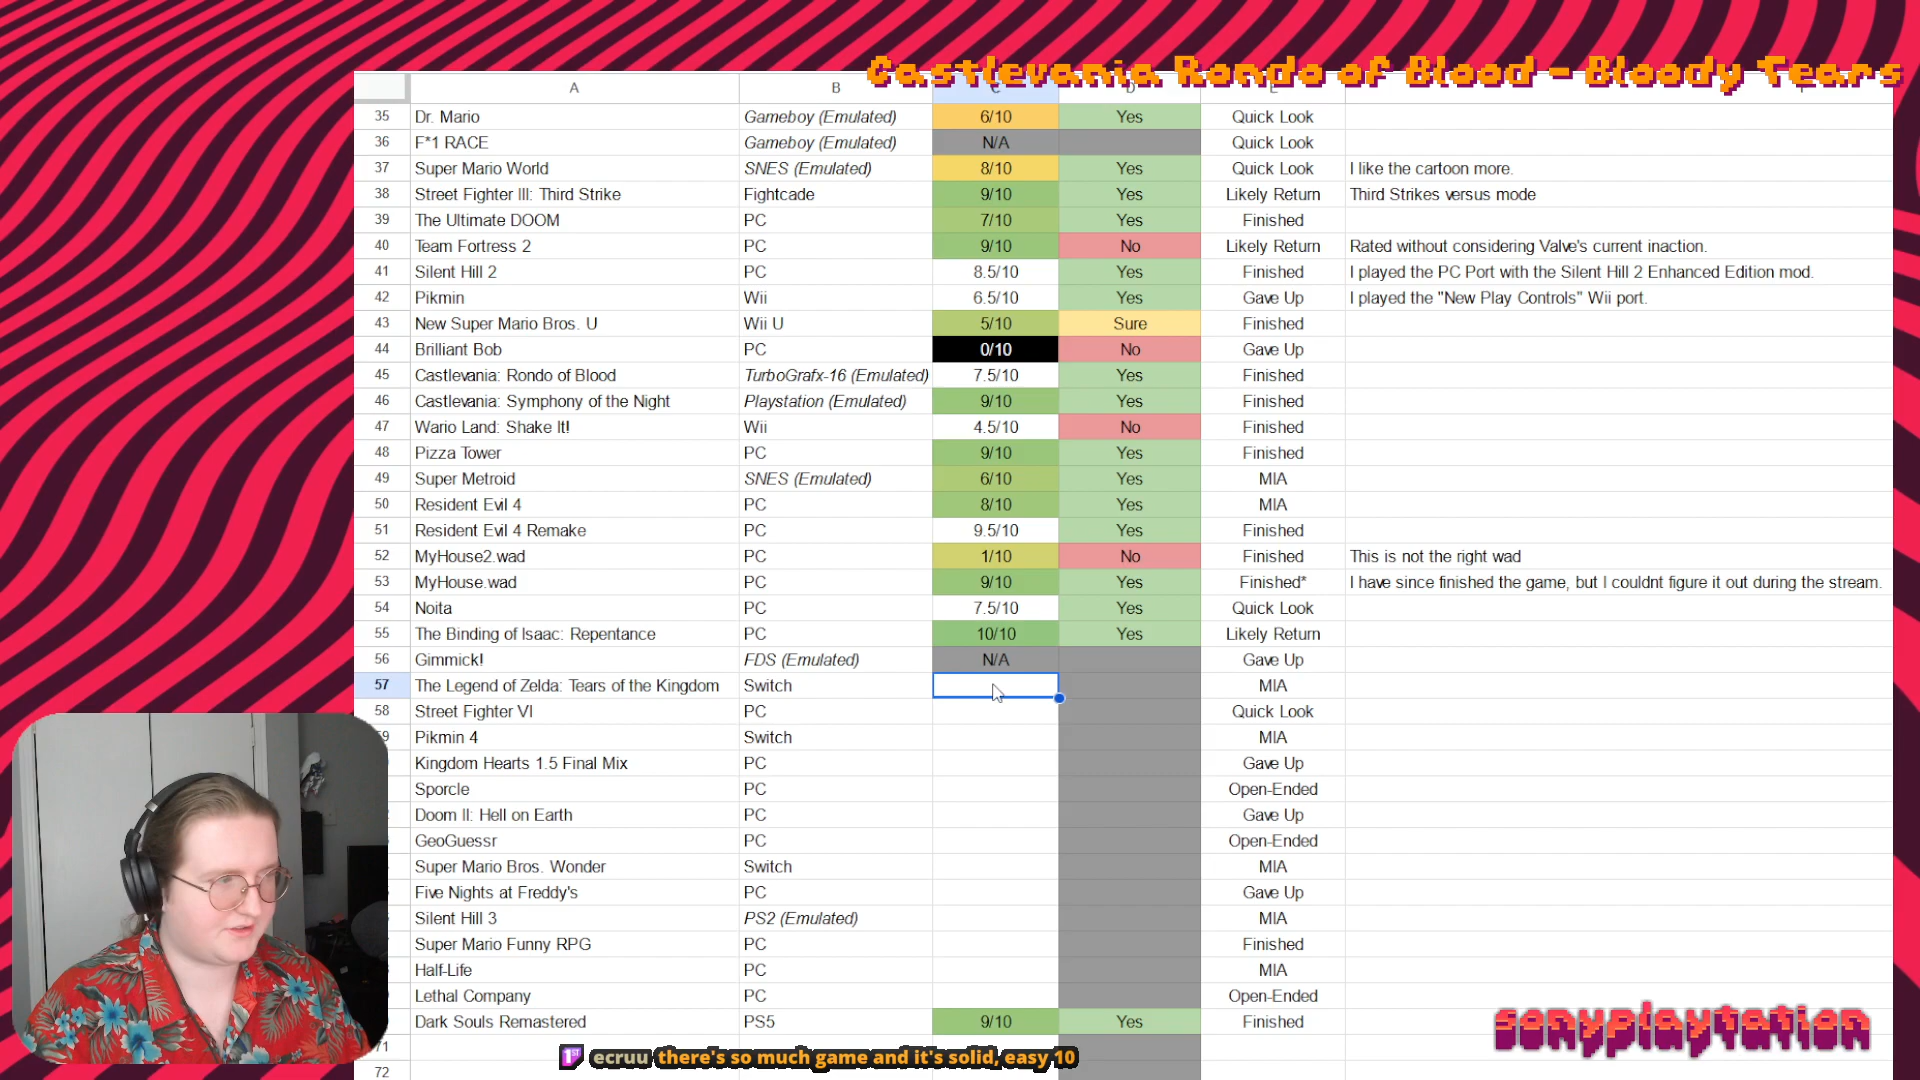 Castlevania Rondo of Blood - Bloody Tears
A B C D E
35 Dr. Mario Gameboy (Emulated) 6/10 Yes Quick Look
36 F*1 RACE Gameboy (Emulated) N/A Quick Look
37 Super Mario World SNES (Emulated) 8/10 Yes Quick Look I like the cartoon more.
38 Street Fighter III: Third Strike Fightcade 9/10 Yes Likely Return Third Strikes versus mode
39 The Ultimate DOOM PC 7/10 Yes Finished
40 Team Fortress 2 PC 9/10 No Likely Return Rated without considering Valve's current inaction.
41 Silent Hill 2 PC 8.5/10 Yes Finished I played the PC Port with the Silent Hill 2 Enhanced Edition mod.
42 Pikmin Wii 6.5/10 Yes Gave Up I played the "New Play Controls" Wii port.
43 New Super Mario Bros. U Wii U 5/10 Sure Finished
44 Brilliant Bob PC 0/10 No Gave Up
45 Castlevania: Rondo of Blood TurboGrafx-16 (Emulated) 7.5/10 Yes Finished
46 Castlevania: Symphony of the Night Playstation (Emulated) 9/10 Yes Finished
47 Wario Land: Shake It! Wii 4.5/10 No Finished
48 Pizza Tower PC 9/10 Yes Finished
49 Super Metroid SNES (Emulated) 6/10 Yes MIA
50 Resident Evil 4 PC 8/10 Yes MIA
51 Resident Evil 4 Remake PC 9.5/10 Yes Finished
52 MyHouse2.wad PC 1/10 No Finished This is not the right wad
53 MyHouse.wad PC 9/10 Yes Finished* I have since finished the game, but I couldnt figure it out during the stream.
54 Noita PC 7.5/10 Yes Quick Look
55 The Binding of Isaac: Repentance PC 10/10 Yes Likely Return
56 Gimmick! FDS (Emulated) N/A Gave Up
57 The Legend of Zelda: Tears of the Kingdom Switch MIA
58 Street Fighter VI PC Quick Look
Pikmin 4 Switch MIA
Kingdom Hearts 1.5 Final Mix PC Gave Up
Sporcle PC Open-Ended
Doom II: Hell on Earth PC Gave Up
GeoGuessr PC Open-Ended
Super Mario Bros. Wonder Switch MIA
Five Nights at Freddy's PC Gave Up
Silent Hill 3 PS2 (Emulated) MIA
Super Mario Funny RPG PC Finished
Half-Life PC MIA
Lethal Company PC Open-Ended
Dark Souls Remastered PS5 9/10 Yes Finished
71
72
sonyplaytation
1ST ecruu there's so much game and it's solid, easy 10